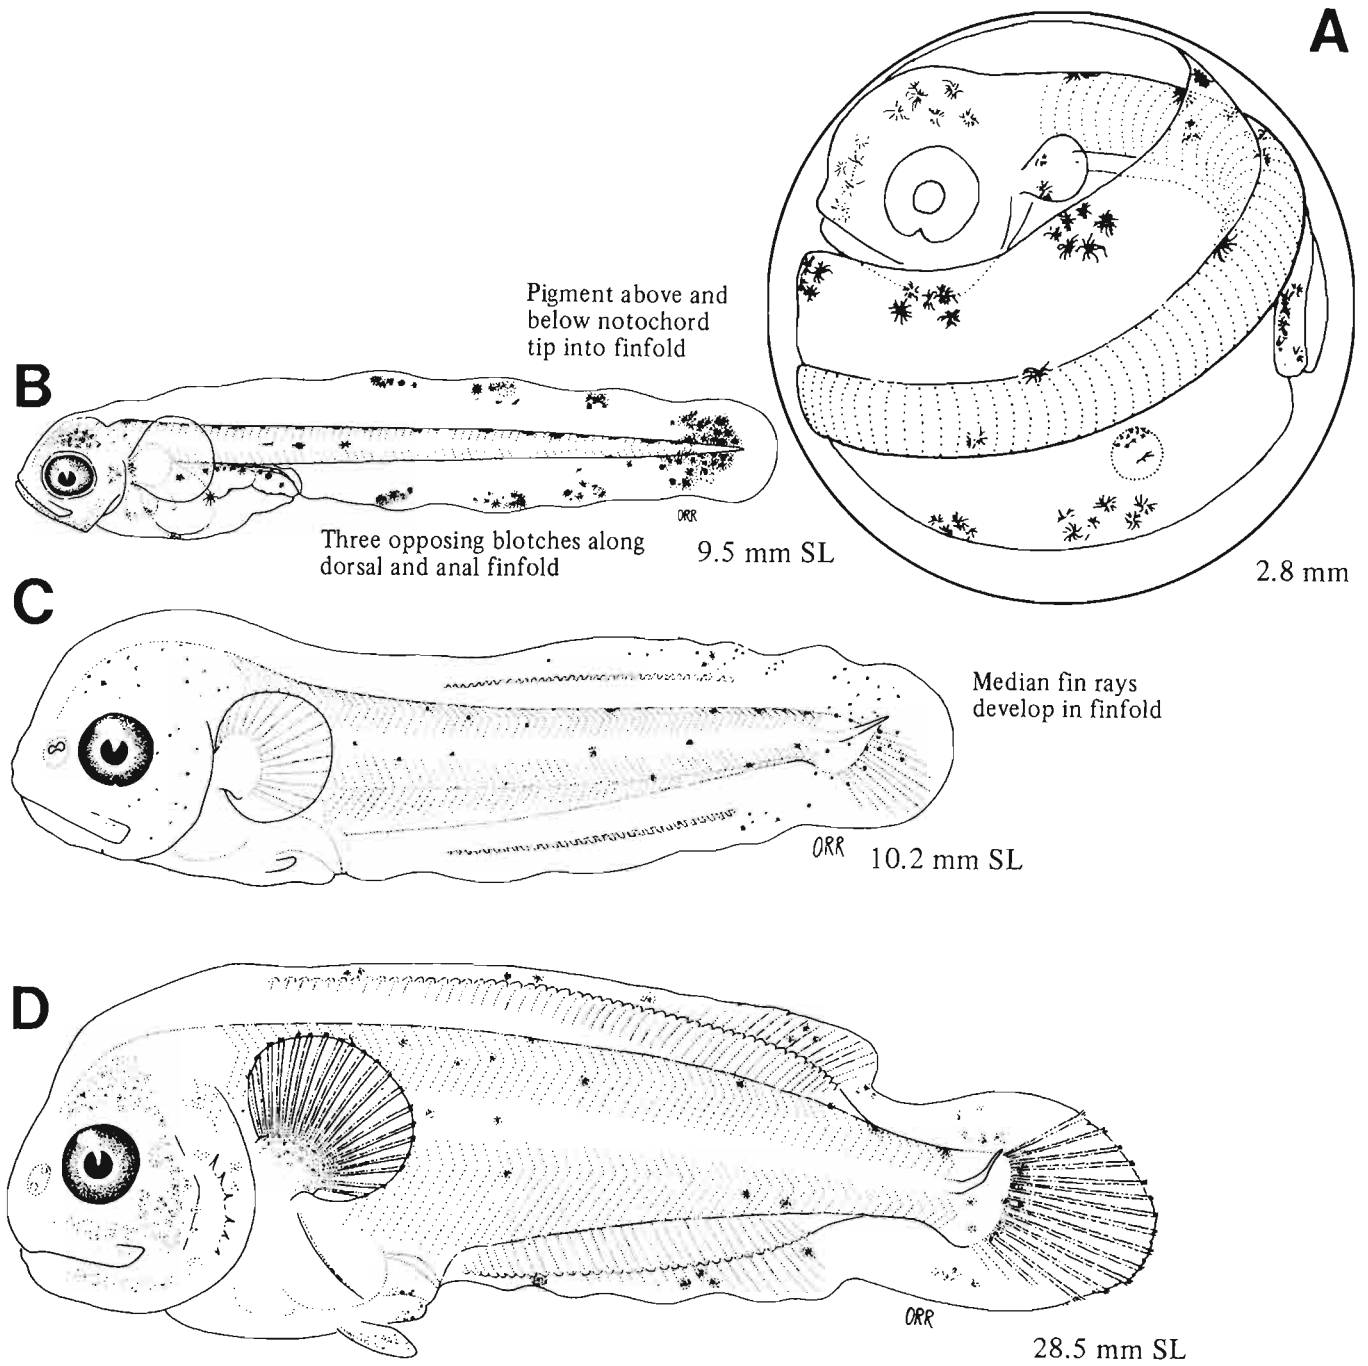 A
Pigment above and
below notochord
tip into finfold
B
ORR
Three opposing blotches along
dorsal and anal finfold
9.5 mm SL
2.8 mm
C
Median fin rays
develop in finfold
ORR
10.2 mm SL
D
ORR
28.5 mm SL